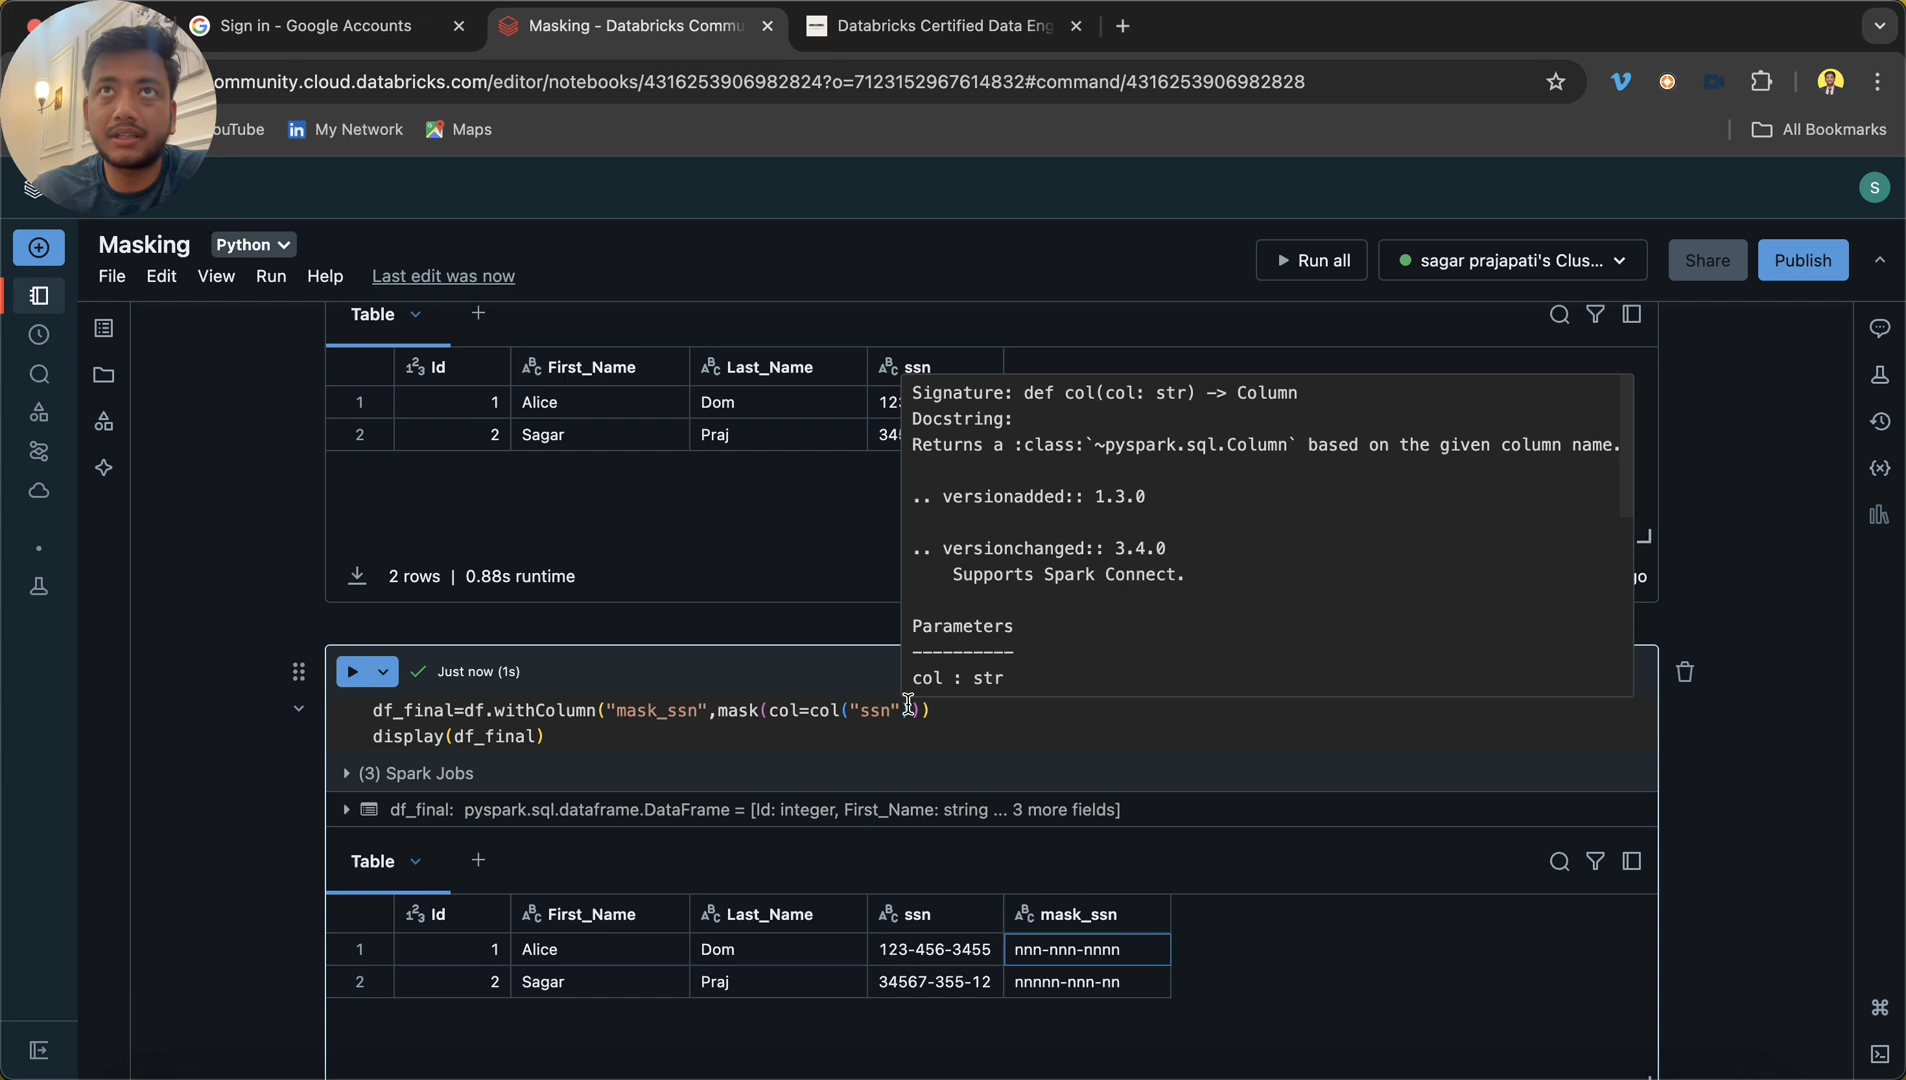 Sign in - Google Accounts
Masking - Databricks Commu
Databricks Certified Data Eng
ommunity.cloud.databricks.com/editor/notebooks/4316253906982824?o=7123152967614832#command/4316253906982828
ouTube
My Network
Maps
All Bookmarks
S
Masking
Python
File
Edit
View
Run
Help
Last edit was now
Run all
sagar prajapati's Clus...
Share
Publish
Table
Id
First_Name
Last_Name
ssn
1 1 Alice Dom 123
2 2 Sagar Praj 345
2 rows | 0.88s runtime
go
Signature: def col(col: str) -> Column
Docstring:
Returns a :class:`~pyspark.sql.Column` based on the given column name.
.. versionadded:: 1.3.0
.. versionchanged:: 3.4.0
Supports Spark Connect.
Parameters
----------
col : str
Just now (1s)
df_final=df.withColumn("mask_ssn",mask(col=col("ssn")))
display(df_final)
(3) Spark Jobs
df_final: pyspark.sql.dataframe.DataFrame = [Id: integer, First_Name: string ... 3 more fields]
Table
Id
First_Name
Last_Name
ssn
mask_ssn
1 1 Alice Dom 123-456-3455 nnn-nnn-nnnn
2 2 Sagar Praj 34567-355-12 nnnnn-nnn-nn